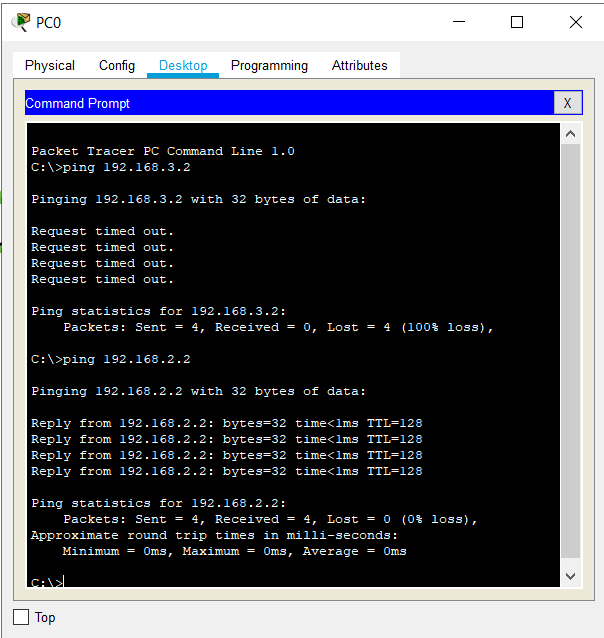 PC0
Physical Config Desktop Programming Attributes
Command Prompt X
Packet Tracer PC Command Line 1.0
C:\>ping 192.168.3.2
Pinging 192.168.3.2 with 32 bytes of data:
Request timed out.
Request timed out.
Request timed out.
Request timed out.
Ping statistics for 192.168.3.2:
    Packets: Sent = 4, Received = 0, Lost = 4 (100% loss),
C:\>ping 192.168.2.2
Pinging 192.168.2.2 with 32 bytes of data:
Reply from 192.168.2.2: bytes=32 time<1ms TTL=128
Reply from 192.168.2.2: bytes=32 time<1ms TTL=128
Reply from 192.168.2.2: bytes=32 time<1ms TTL=128
Reply from 192.168.2.2: bytes=32 time<1ms TTL=128
Ping statistics for 192.168.2.2:
    Packets: Sent = 4, Received = 4, Lost = 0 (0% loss),
Approximate round trip times in milli-seconds:
    Minimum = 0ms, Maximum = 0ms, Average = 0ms
C:\>
Top